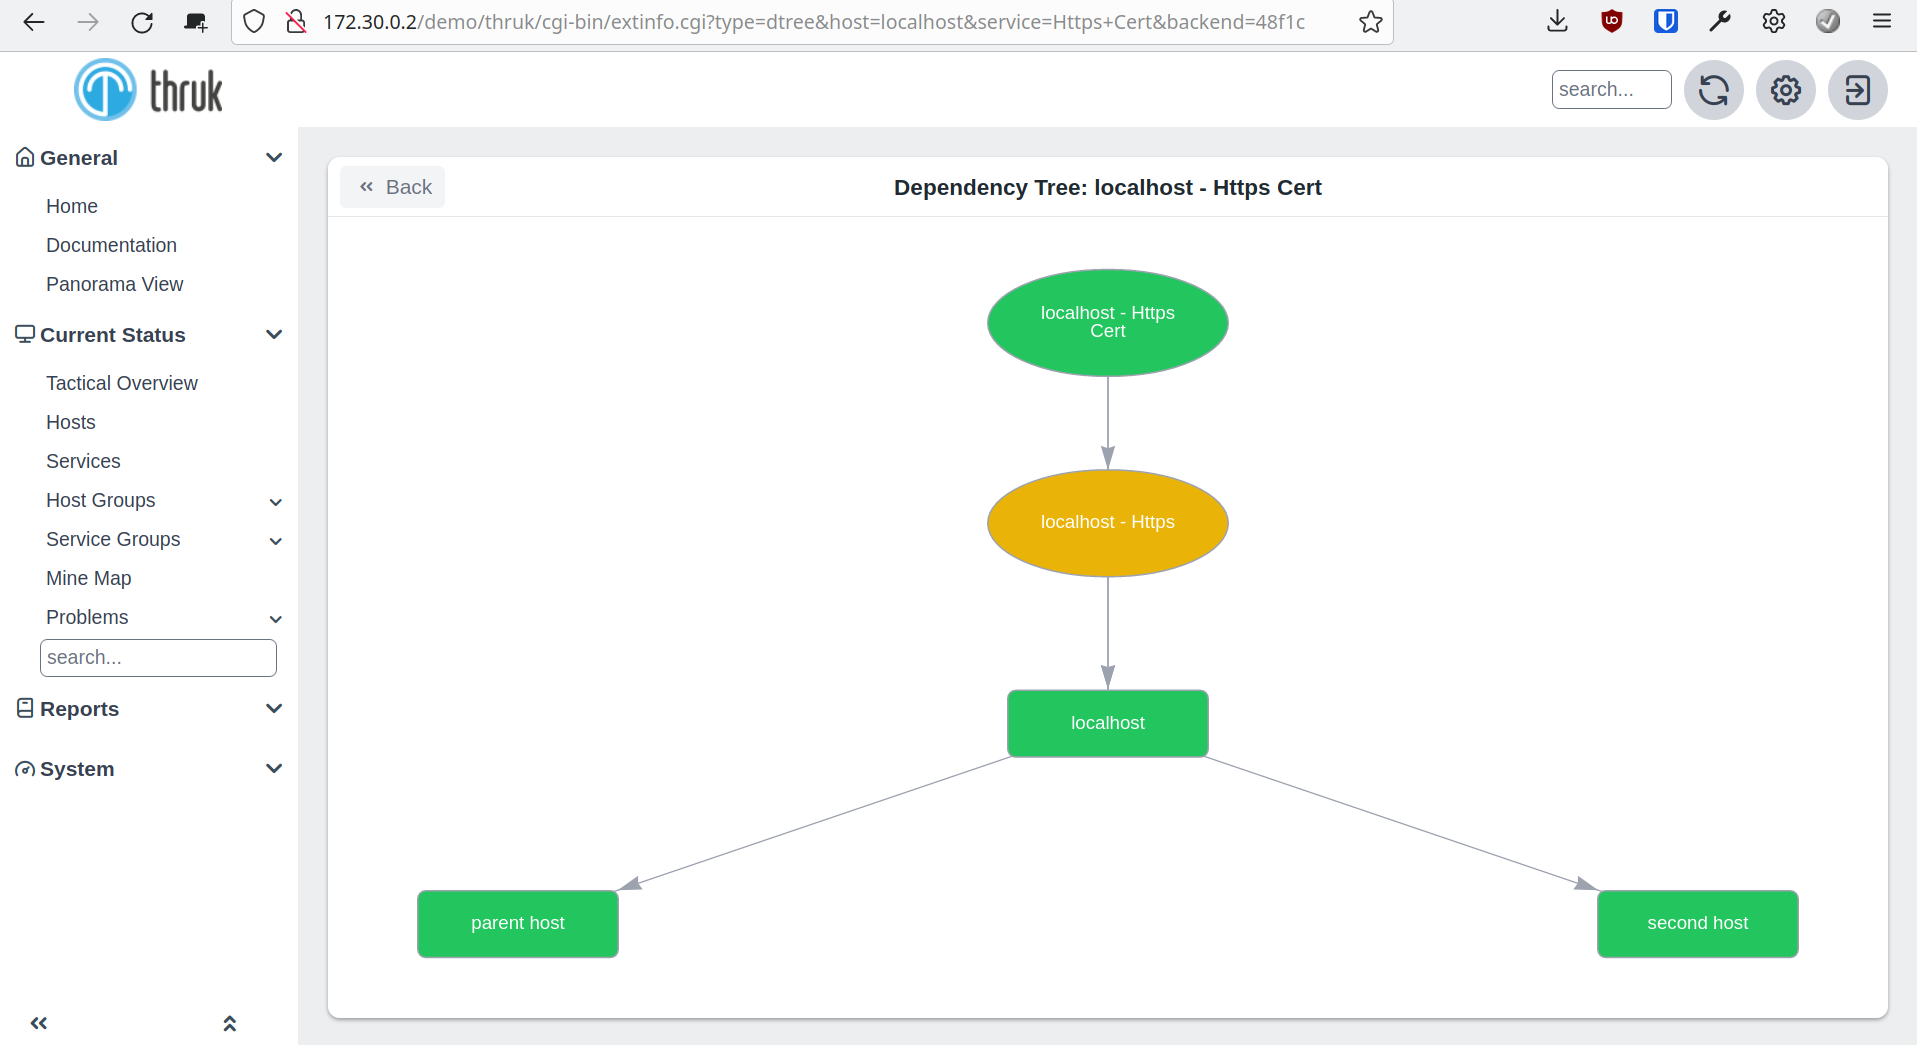 172.30.0.2/demo/thruk/cgi-bin/extinfo.cgi?type=dtree&host=localhost&service=Https+Cert&backend=48f1c
thruk
search...
General
Home
Documentation
Panorama View
Current Status
Tactical Overview
Hosts
Services
Host Groups
Service Groups
Mine Map
Problems
search...
Reports
System
Back
Dependency Tree: localhost - Https Cert
localhost - Https
Cert
localhost - Https
localhost
parent host
second host